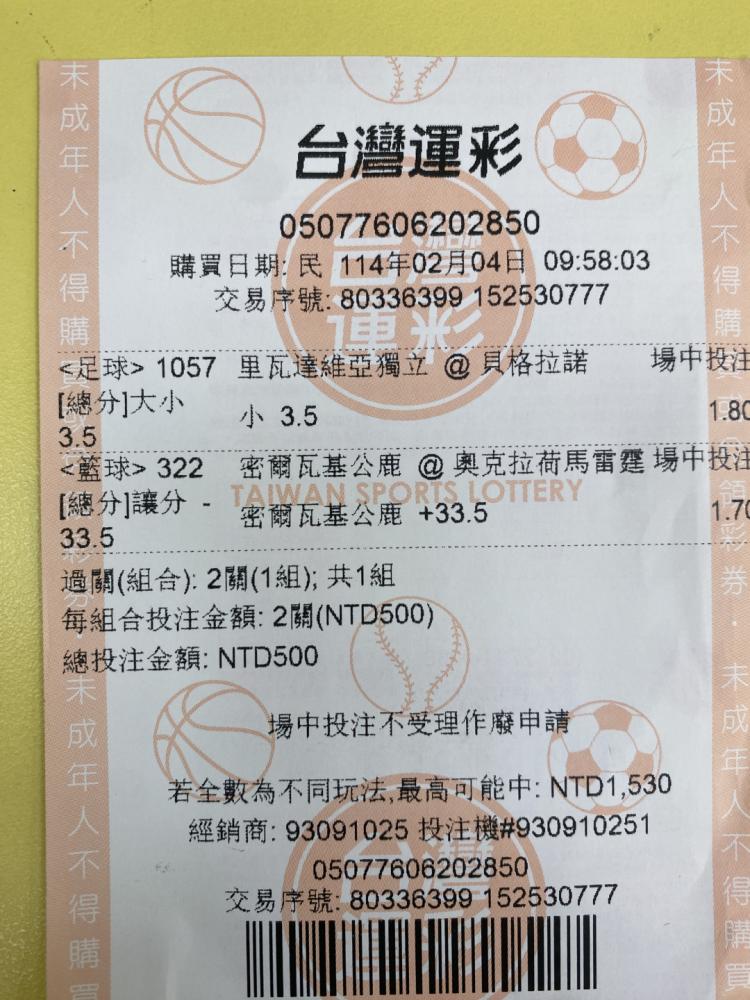 台灣運彩
05077606202850
購買日期: 民 114年02月04日 09:58:03
交易序號: 80336399 152530777
<足球> 1057 里瓦達維亞獨立 @ 貝格拉諾 場中投注
[總分]大小 小 3.5 1.80
3.5
<籃球> 322 密爾瓦基公鹿 @ 奧克拉荷馬雷霆 場中投注
[總分]讓分 - 密爾瓦基公鹿 +33.5 1.70
33.5
TAIWAN SPORTS LOTTERY
過關(組合): 2關(1組); 共1組
每組合投注金額: 2關(NTD500)
總投注金額: NTD500
場中投注不受理作廢申請
若全數為不同玩法,最高可能中: NTD1,530
經銷商: 93091025 投注機#930910251
05077606202850
交易序號: 80336399 152530777
未成年人不得購買
未成年人不得購
未成年人不得購
未成年人不得購買